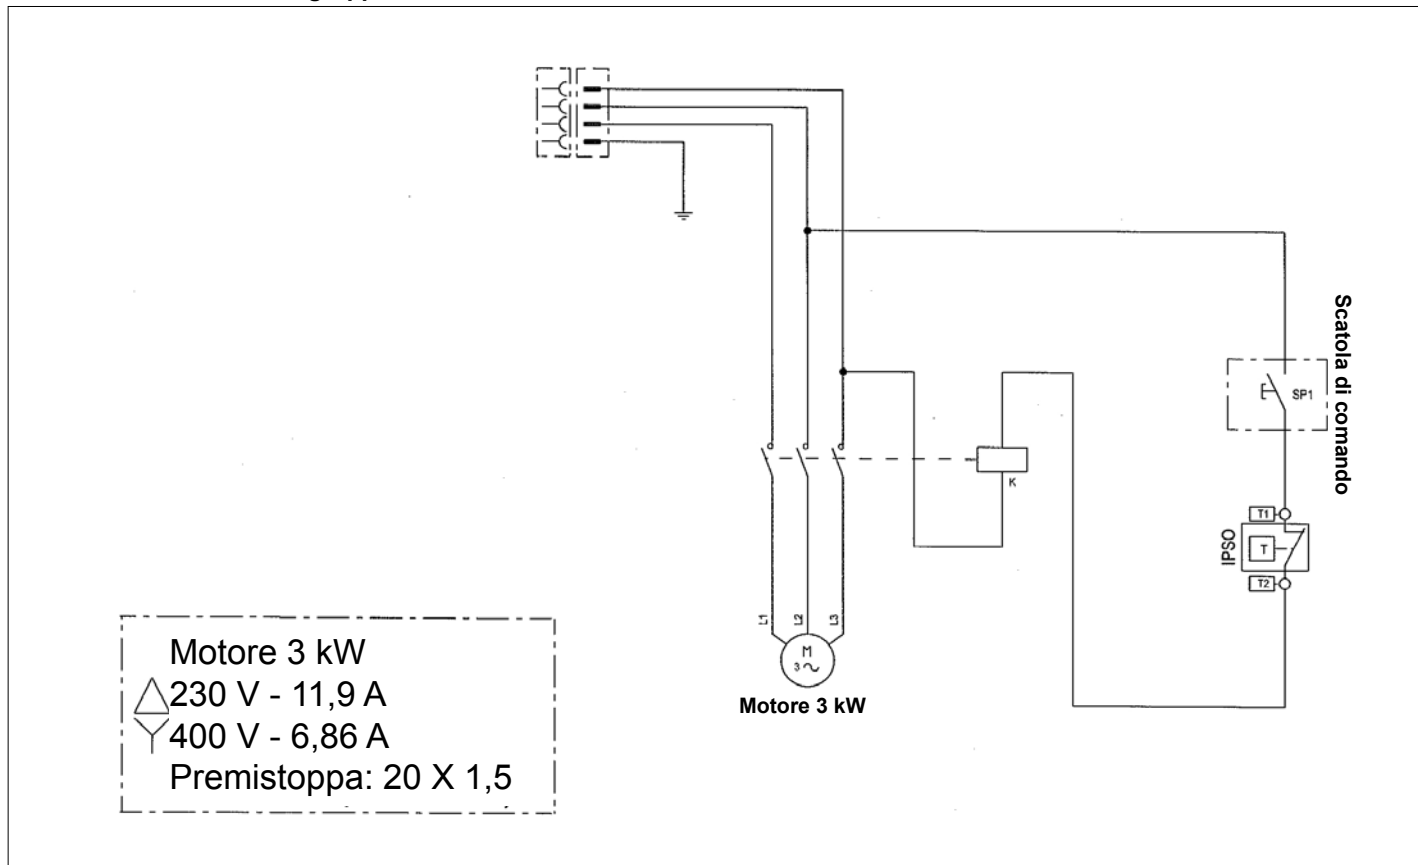 Scatola di comando
SP1
K
T1
IPSO
T
T2
L1
L2
L3
M
3
Motore 3 kW
Motore 3 kW
230 V - 11,9 A
400 V - 6,86 A
Premistoppa: 20 X 1,5